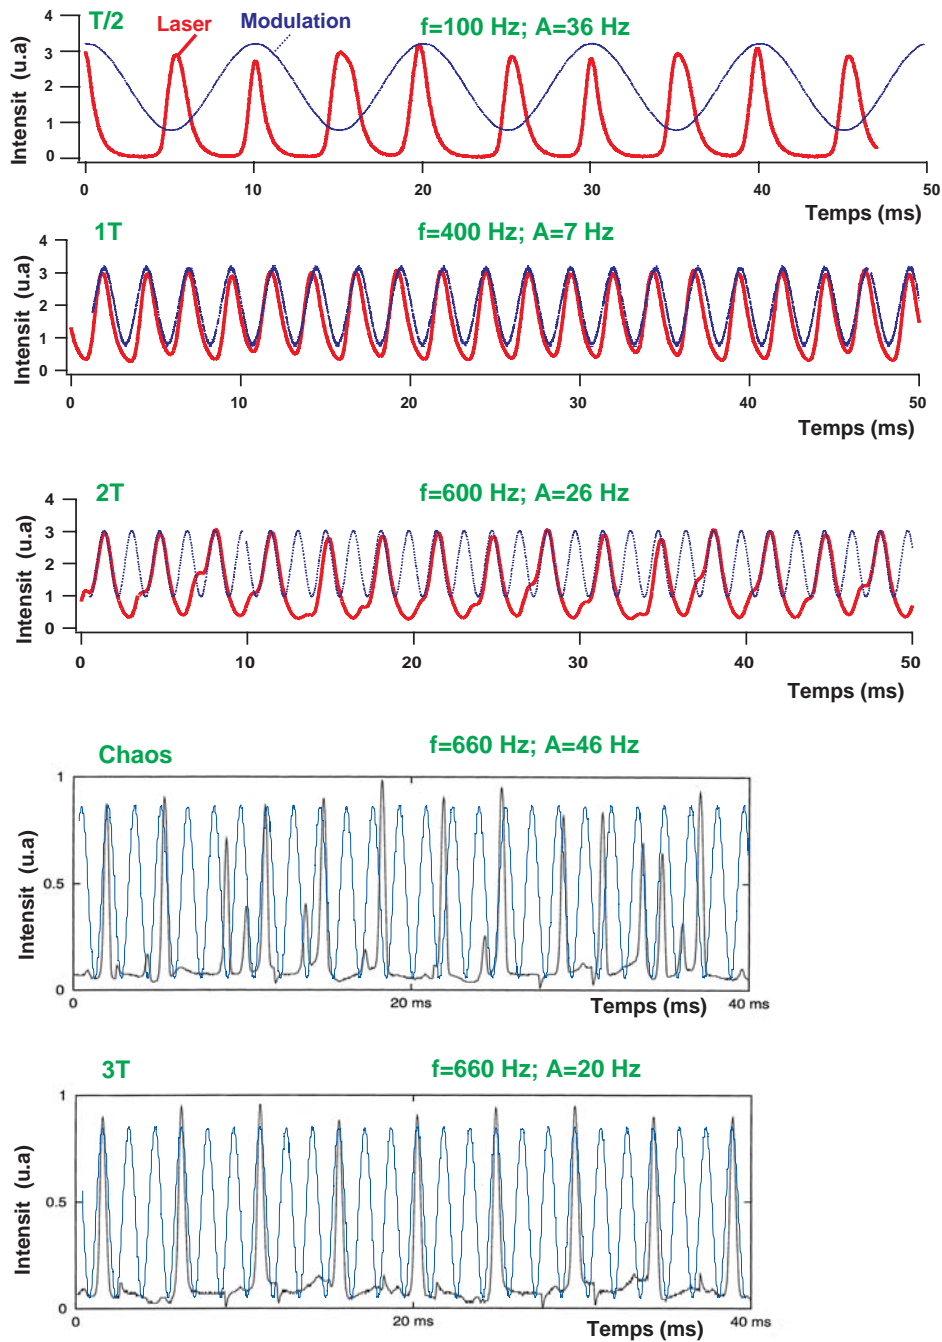 T/2 Laser Modulation f=100 Hz; A=36 Hz
Intensit (u.a)
4
3
2
1
0
0 10 20 30 40 50
Temps (ms)
1T f=400 Hz; A=7 Hz
Intensit (u.a)
4
3
2
1
0
0 10 20 30 40 50
Temps (ms)
2T f=600 Hz; A=26 Hz
Intensit (u.a)
4
3
2
1
0
0 10 20 30 40 50
Temps (ms)
Chaos f=660 Hz; A=46 Hz
Intensit (u.a)
1
0.5
0
0 20 ms Temps (ms) 40 ms
3T f=660 Hz; A=20 Hz
Intensit (u.a)
1
0.5
0
0 20 ms Temps (ms) 40 ms